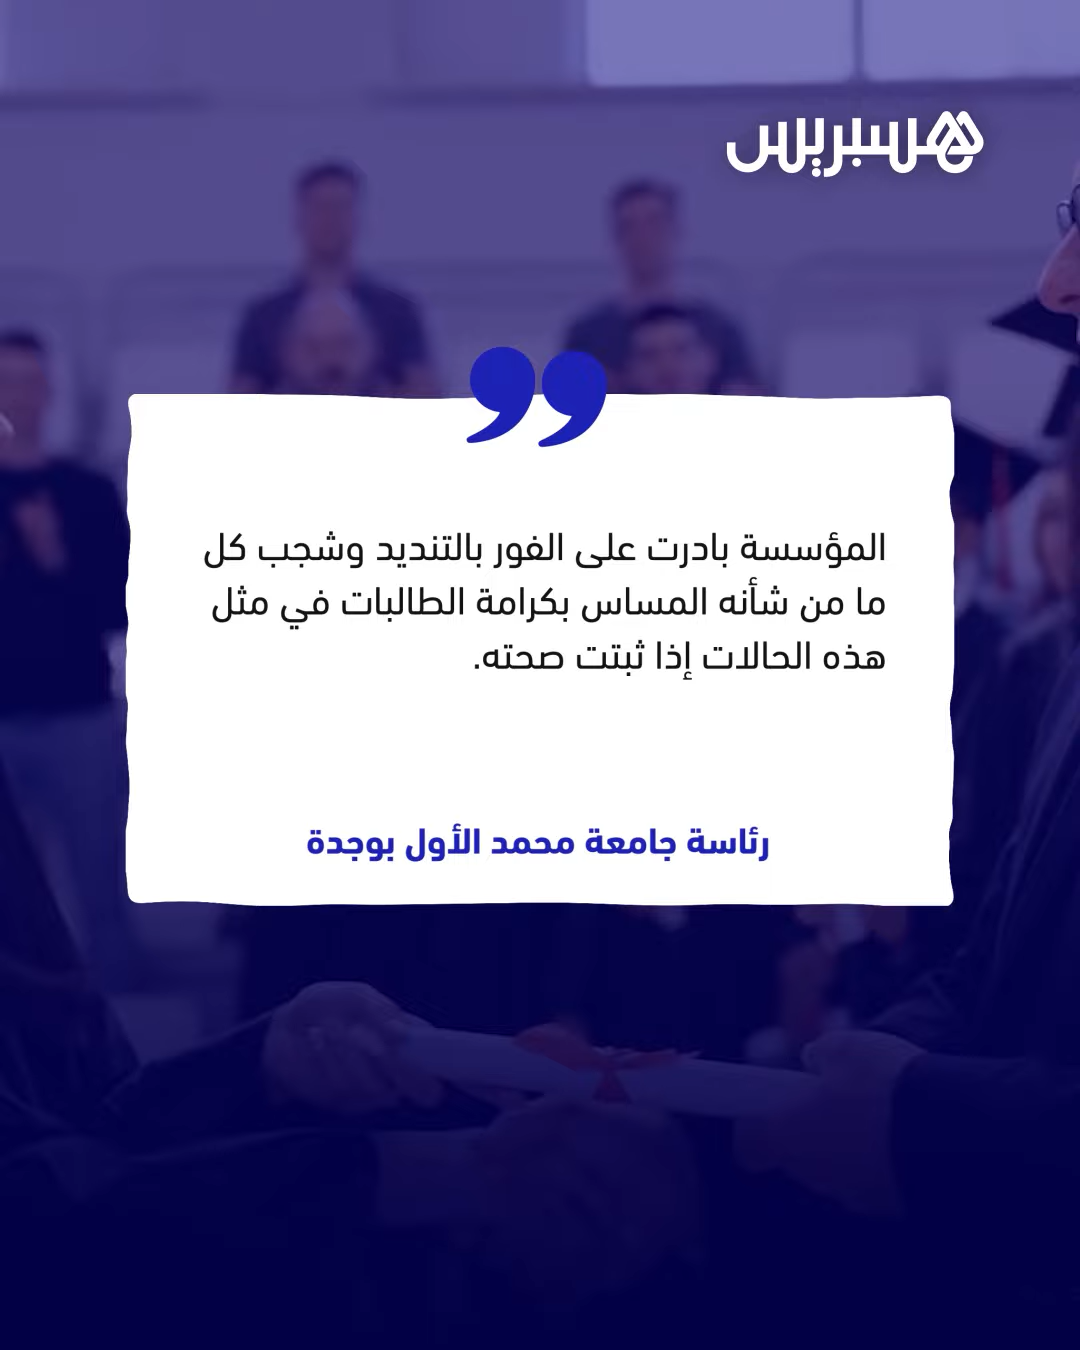 هسبريس
المؤسسة بادرت على الفور بالتنديد وشجب كل
ما من شأنه المساس بكرامة الطالبات في مثل
هذه الحالات إذا ثبتت صحته.
رئاسة جامعة محمد الأول بوجدة